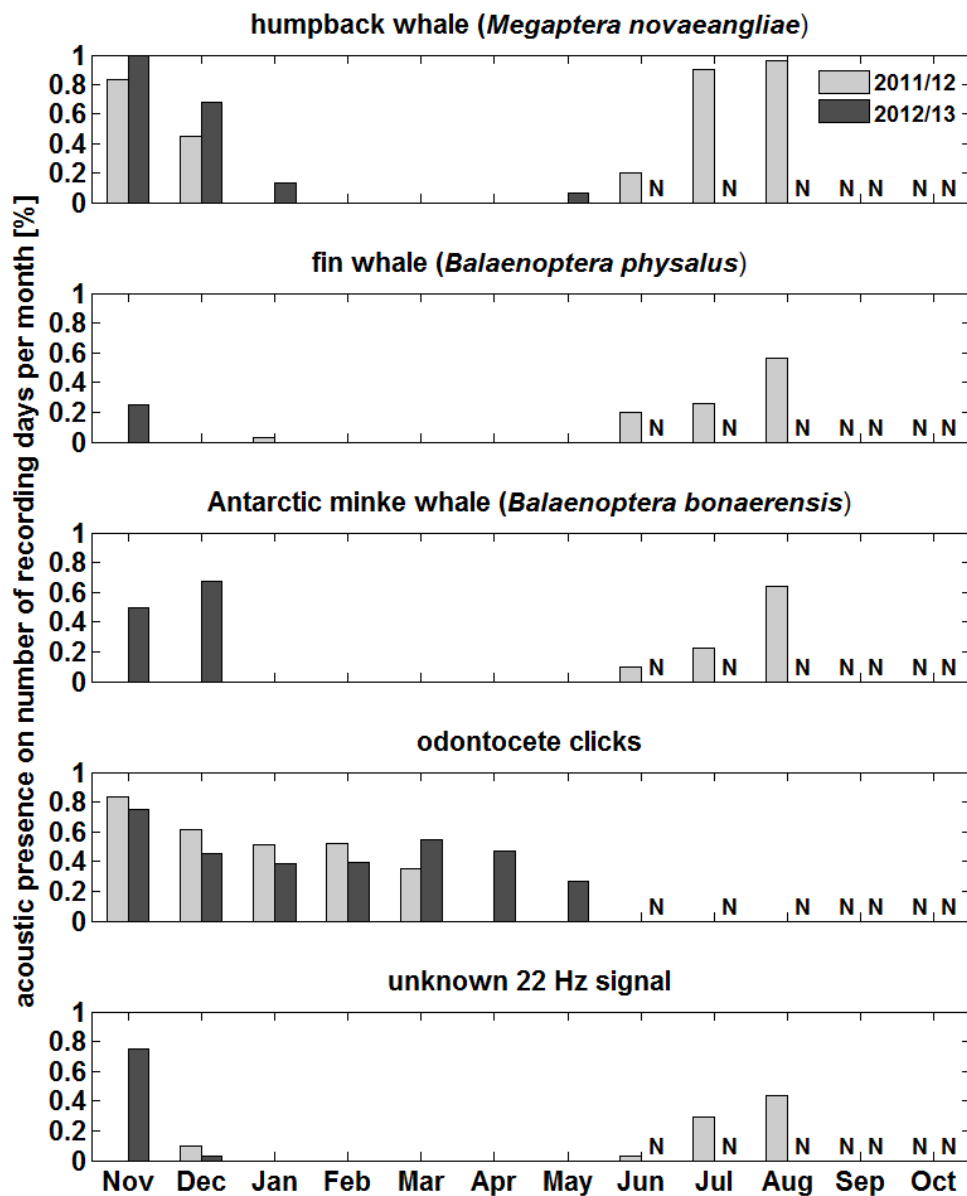 humpback whale (Megaptera novaeangliae)
1
0.8
0.6
0.4
0.2
0
2011/12
2012/13
N N N N N N N
fin whale (Balaenoptera physalus)
1
0.8
0.6
0.4
0.2
0
N N N N N N N
Antarctic minke whale (Balaenoptera bonaerensis)
1
0.8
0.6
0.4
0.2
0
N N N N N N N
odontocete clicks
1
0.8
0.6
0.4
0.2
0
N N N N N N N
unknown 22 Hz signal
1
0.8
0.6
0.4
0.2
0
N N N N N N N
Nov Dec Jan Feb Mar Apr May Jun Jul Aug Sep Oct
acoustic presence on number of recording days per month [%]